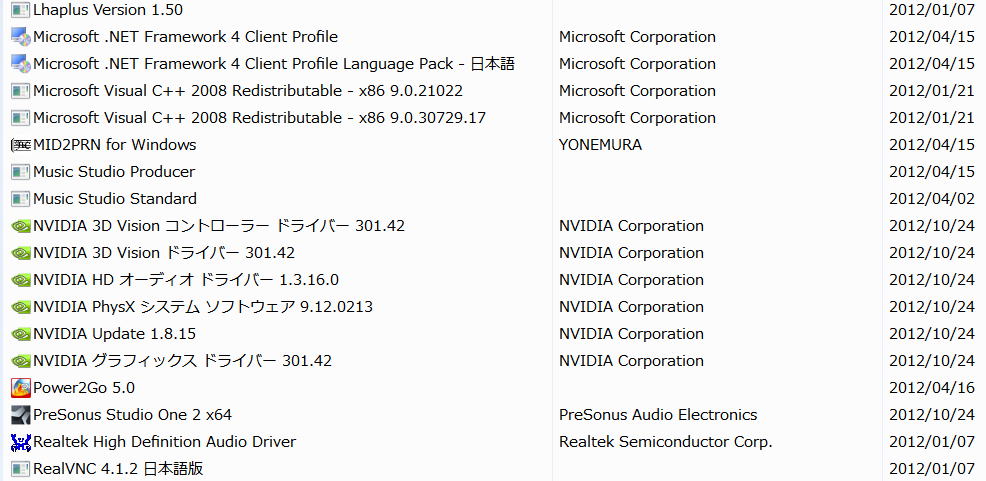 Lhaplus Version 1.50 2012/01/07
Microsoft .NET Framework 4 Client Profile Microsoft Corporation 2012/04/15
Microsoft .NET Framework 4 Client Profile Language Pack - 日本語 Microsoft Corporation 2012/04/15
Microsoft Visual C++ 2008 Redistributable - x86 9.0.21022 Microsoft Corporation 2012/01/21
Microsoft Visual C++ 2008 Redistributable - x86 9.0.30729.17 Microsoft Corporation 2012/01/21
MID2PRN for Windows YONEMURA 2012/04/15
Music Studio Producer 2012/04/15
Music Studio Standard 2012/04/02
NVIDIA 3D Vision コントローラー ドライバー 301.42 NVIDIA Corporation 2012/10/24
NVIDIA 3D Vision ドライバー 301.42 NVIDIA Corporation 2012/10/24
NVIDIA HD オーディオ ドライバー 1.3.16.0 NVIDIA Corporation 2012/10/24
NVIDIA PhysX システム ソフトウェア 9.12.0213 NVIDIA Corporation 2012/10/24
NVIDIA Update 1.8.15 NVIDIA Corporation 2012/10/24
NVIDIA グラフィックス ドライバー 301.42 NVIDIA Corporation 2012/10/24
Power2Go 5.0 2012/04/16
PreSonus Studio One 2 x64 PreSonus Audio Electronics 2012/10/24
Realtek High Definition Audio Driver Realtek Semiconductor Corp. 2012/01/07
RealVNC 4.1.2 日本語版 2012/01/07